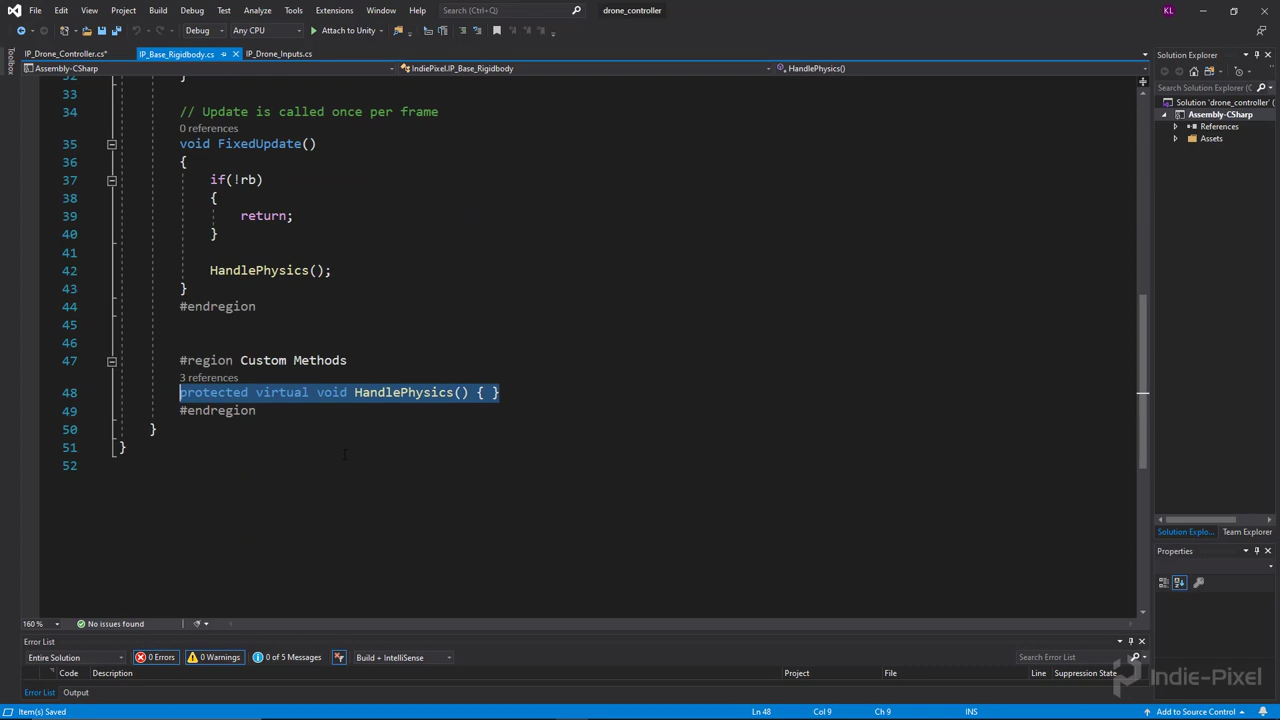 File Edit View Project Build Debug Test Analyze Tools Extensions Window Help Search (Ctrl+Q) drone_controller KL
Debug Any CPU Attach to Unity
IP_Drone_Controller.cs* IP_Base_Rigidbody.cs IP_Drone_Inputs.cs
Toolbox
Assembly-CSharp IndiePixel.IP_Base_Rigidbody HandlePhysics()
32 }
33
34 // Update is called once per frame
0 references
35 void FixedUpdate()
36 {
37 if(!rb)
38 {
39 return;
40 }
41
42 HandlePhysics();
43 }
44 #endregion
45
46
47 #region Custom Methods
3 references
48 protected virtual void HandlePhysics() { }
49 #endregion
50 }
51 }
52
160 % No issues found
Solution Explorer
Search Solution Explorer (Ctrl
Solution 'drone_controller' (
Assembly-CSharp
References
Assets
Solution Explo... Team Explorer
Properties
Error List
Entire Solution 0 Errors 0 Warnings 0 of 5 Messages Build + IntelliSense Search Error List
Code Description Project File Line Suppression State
Error List Output
Indie-Pixel
Item(s) Saved Ln 48 Col 9 Ch 9 INS Add to Source Control